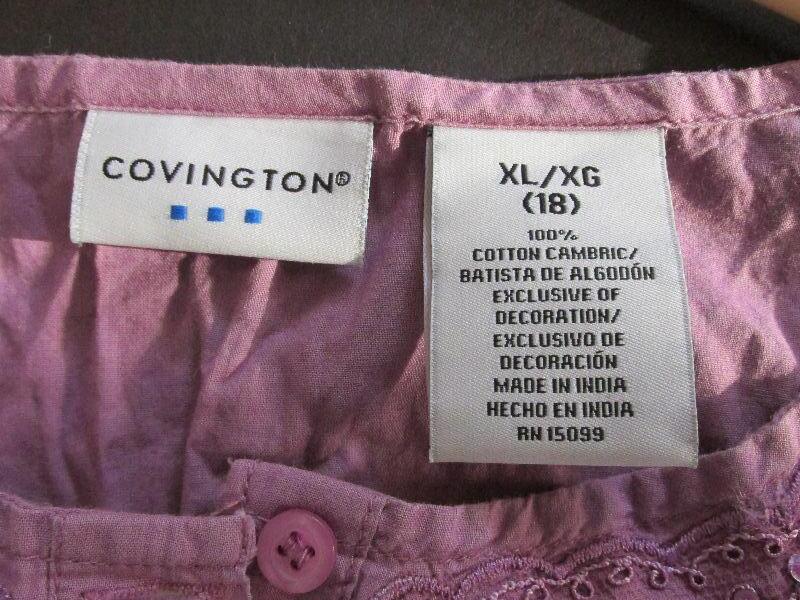 COVINGTON®
XL/XG
(18)
100%
COTTON CAMBRIC/
BATISTA DE ALGODÓN
EXCLUSIVE OF
DECORATION/
EXCLUSIVO DE
DECORACIÓN
MADE IN INDIA
HECHO EN INDIA
RN 15099